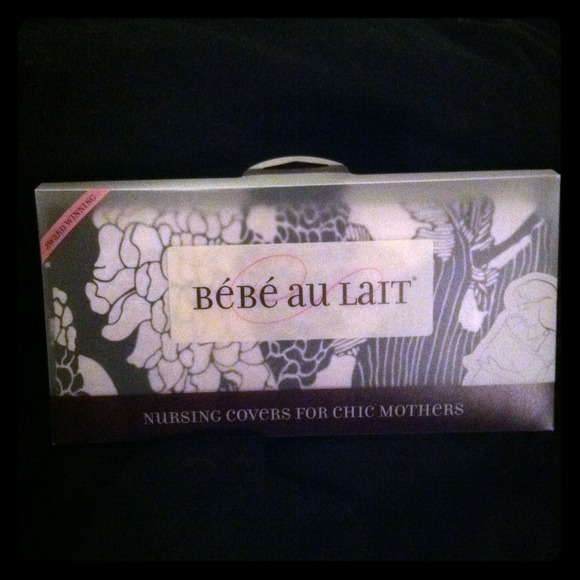 AWARD WINNING
BéBé au Lait®
NURSING COVERS FOR CHIC MOTHERS